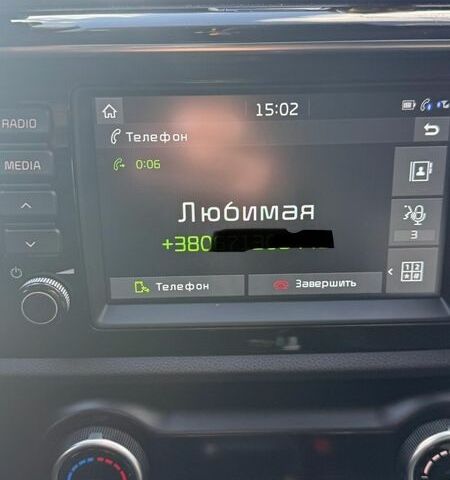 RADIO
MEDIA
15:02
Телефон
0:06
Любимая
+380
3
Телефон
Завершить